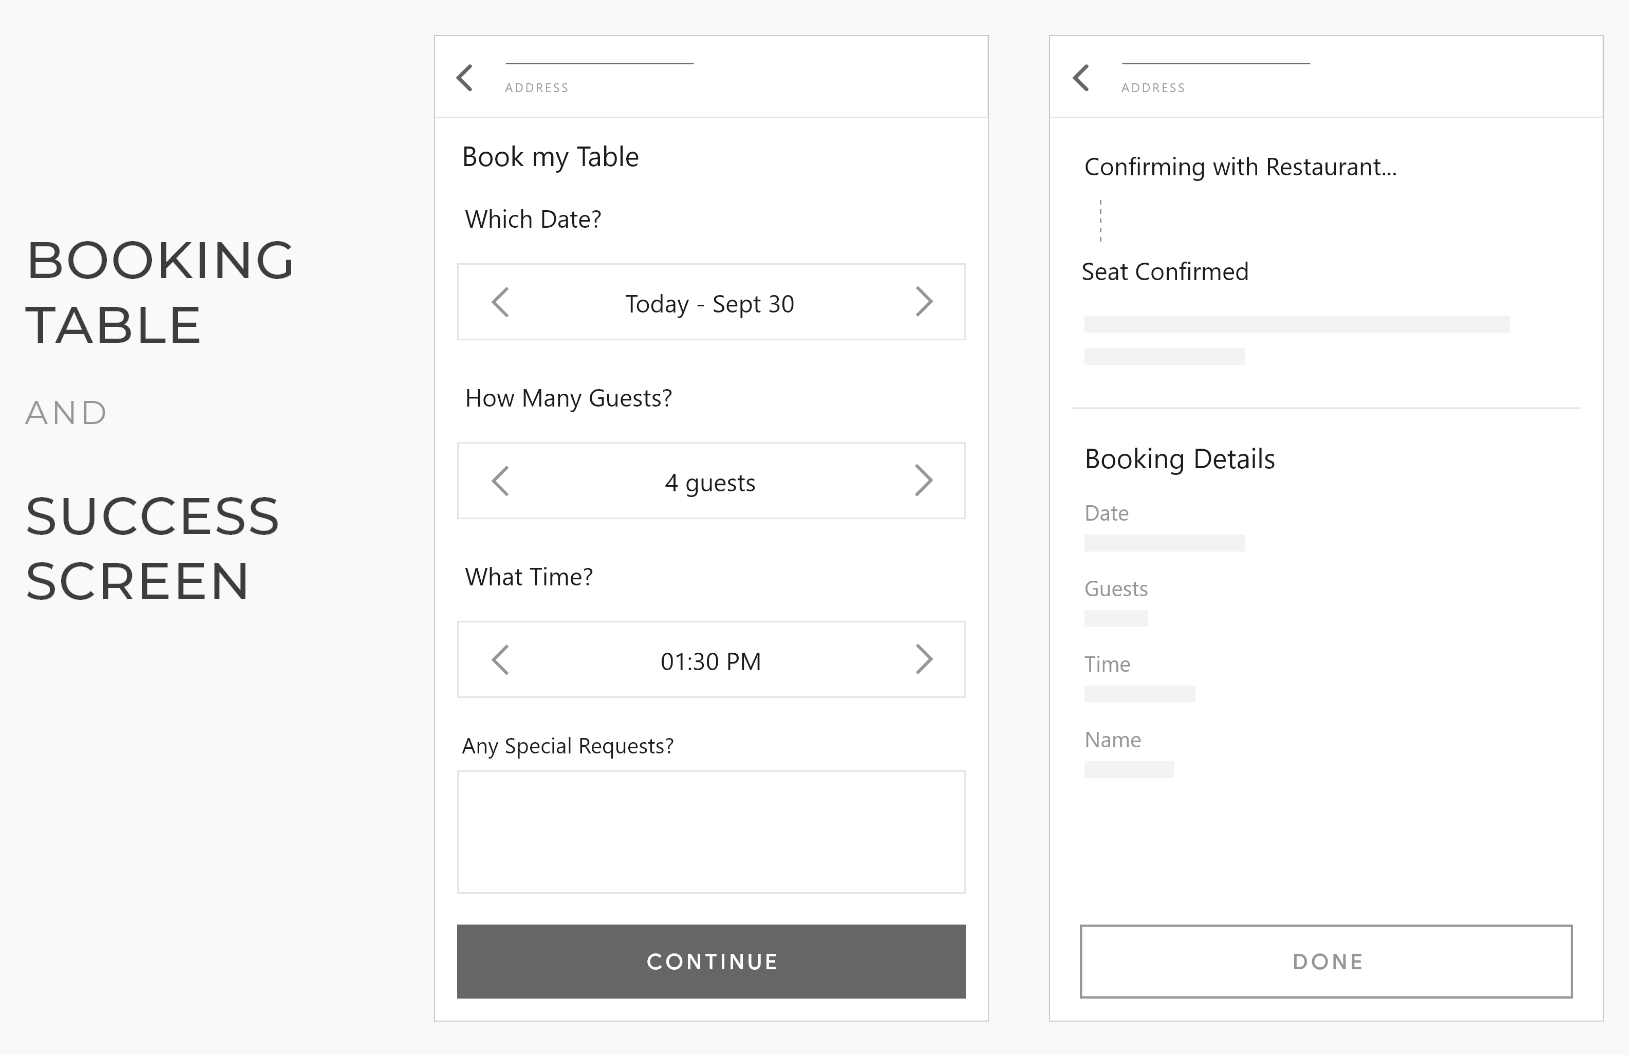 BOOKING
TABLE
AND
SUCCESS
SCREEN
ADDRESS
Book my Table
Which Date?
Today - Sept 30
How Many Guests?
4 guests
What Time?
01:30 PM
Any Special Requests?
CONTINUE
ADDRESS
Confirming with Restaurant...
Seat Confirmed
Booking Details
Date
Guests
Time
Name
DONE